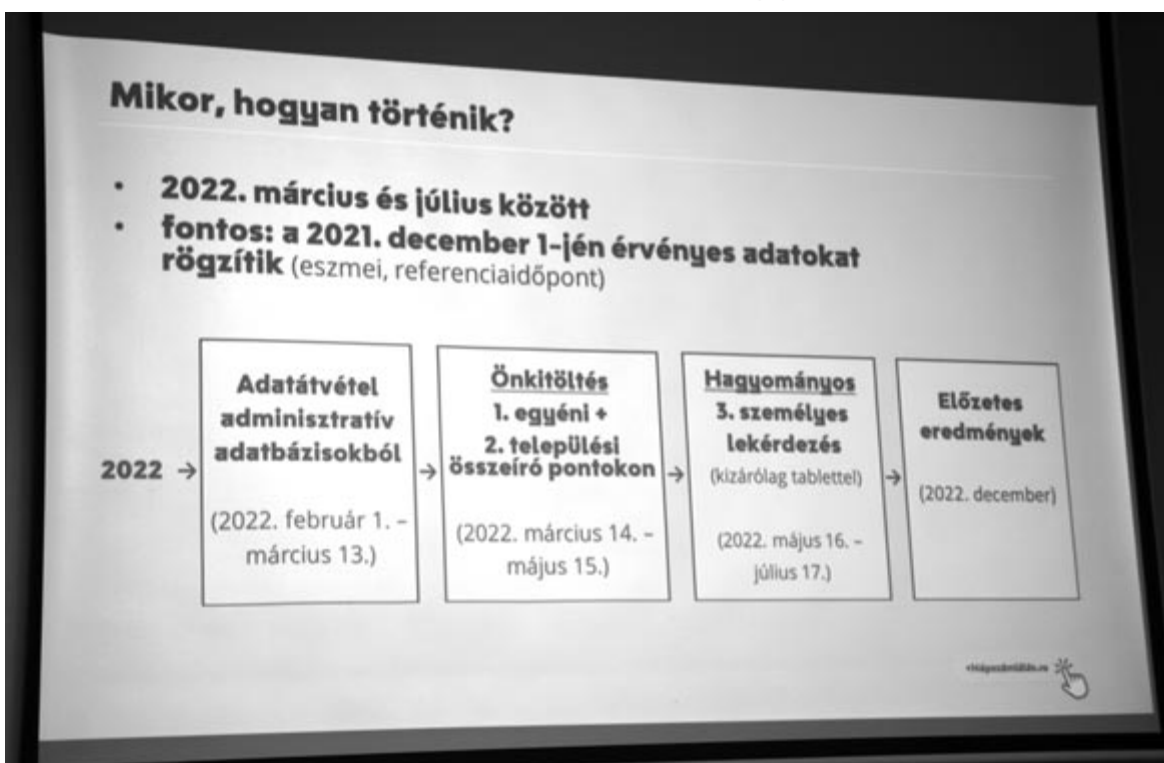 Mikor, hogyan történik?
• 2022. március és július között
• fontos: a 2021. december 1-jén érvényes adatokat
rögzítik (eszmei, referenciaidőpont)
2022 →
Adatátvétel
adminisztratív
adatbázisokból
(2022. február 1. –
március 13.)
→
Önkitöltés
1. egyéni +
2. települési
összeíró pontokon
(2022. március 14. –
május 15.)
→
Hagyományos
3. személyes
lekérdezés
(kizárólag tablettel)
(2022. május 16. –
július 17.)
→
Előzetes
eredmények
(2022. december)